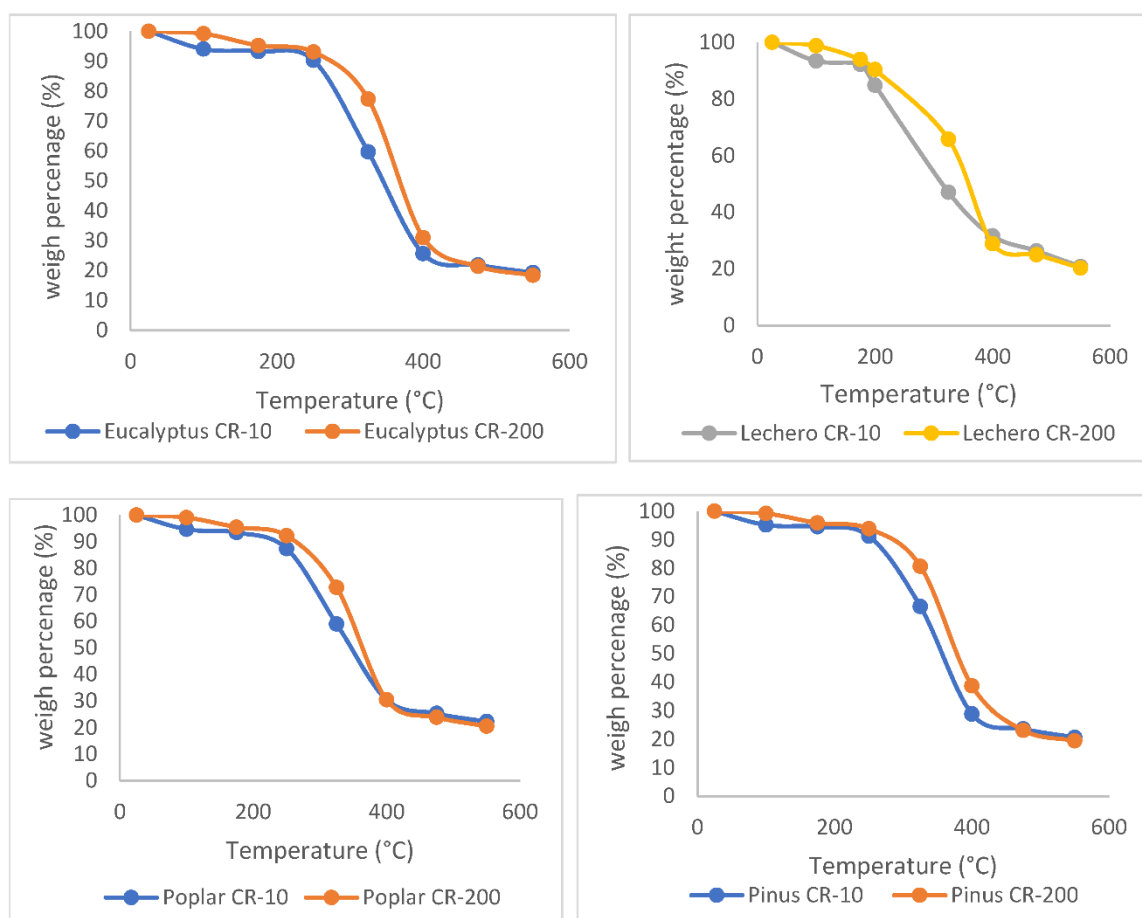 weigh percenage (%)
100
90
80
70
60
50
40
30
20
10
0
0 200 400 600
Temperature (°C)
Eucalyptus CR-10 Eucalyptus CR-200
weight percentage (%)
100
80
60
40
20
0
0 200 400 600
Temperature (°C)
Lechero CR-10 Lechero CR-200
weigh percenage (%)
100
90
80
70
60
50
40
30
20
10
0
0 200 400 600
Temperature (°C)
Poplar CR-10 Poplar CR-200
weigh percenage (%)
100
90
80
70
60
50
40
30
20
10
0
0 200 400 600
Temperature (°C)
Pinus CR-10 Pinus CR-200